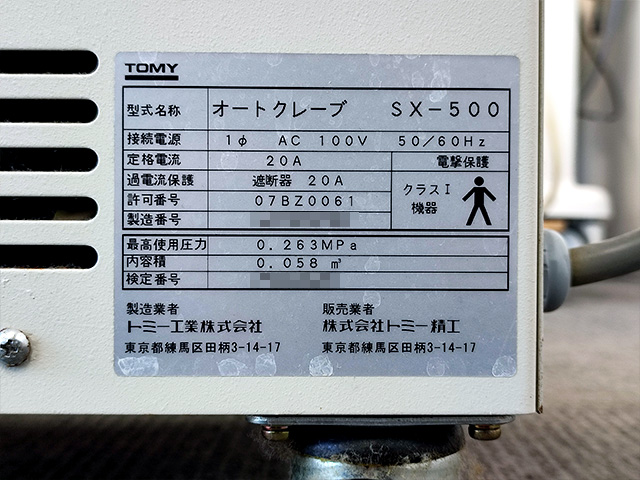 TOMY
型式名称 オートクレーブ SX-500
接続電源 1φ AC 100V 50/60Hz
定格電流 20A 電撃保護
過電流保護 遮断器 20A クラスⅠ
許可番号 07BZ0061 機器
製造番号
最高使用圧力 0.263MPa
内容積 0.058 ㎥
検定番号
製造業者 販売業者
トミー工業株式会社 株式会社トミー精工
東京都練馬区田柄3-14-17 東京都練馬区田柄3-14-17